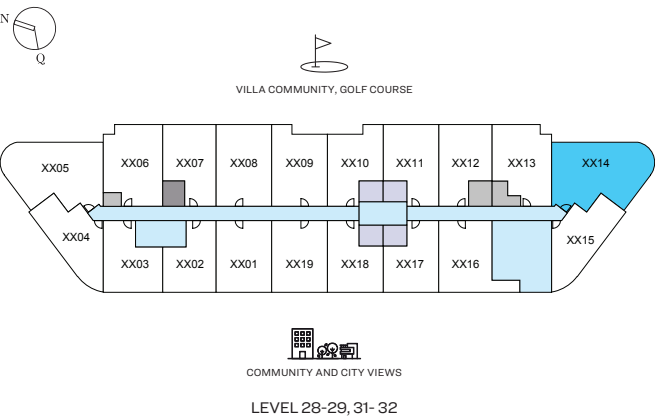 N
Q
VILLA COMMUNITY, GOLF COURSE
XX05 XX06 XX07 XX08 XX09 XX10 XX11 XX12 XX13 XX14
XX04 XX03 XX02 XX01 XX19 XX18 XX17 XX16 XX15
COMMUNITY AND CITY VIEWS
LEVEL 28-29, 31- 32